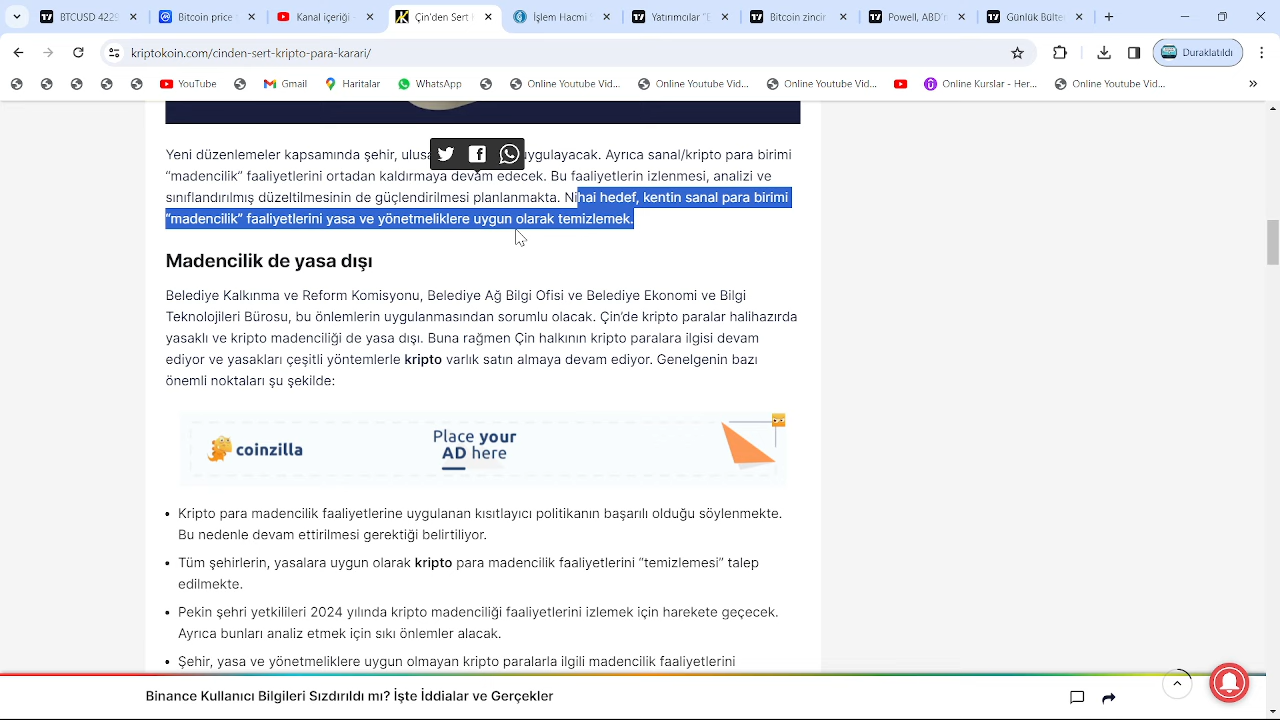 BTCUSD 4229
Bitcoin price
Kanal içeriği -
Çin'den Sert
İşlem Hacmi
Yatırımcılar "E
Bitcoin zincir
Powell, ABD'n
Günlük Bülte
kriptokoin.com/cinden-sert-kripto-para-karari/
Duraklatıldı
YouTube
Gmail
Haritalar
WhatsApp
Online Youtube Vid...
Online Youtube Vid...
Online Youtube Vid...
Online Kurslar - Her...
Online Youtube Vid...
Yeni düzenlemeler kapsamında şehir, ulusa uygulayacak. Ayrıca sanal/kripto para birimi
"madencilik" faaliyetlerini ortadan kaldırmaya devam edecek. Bu faaliyetlerin izlenmesi, analizi ve
sınıflandırılmış düzeltilmesinin de güçlendirilmesi planlanmakta. Nihai hedef, kentin sanal para birimi
"madencilik" faaliyetlerini yasa ve yönetmeliklere uygun olarak temizlemek.
Madencilik de yasa dışı
Belediye Kalkınma ve Reform Komisyonu, Belediye Ağ Bilgi Ofisi ve Belediye Ekonomi ve Bilgi
Teknolojileri Bürosu, bu önlemlerin uygulanmasından sorumlu olacak. Çin'de kripto paralar halihazırda
yasaklı ve kripto madenciliği de yasa dışı. Buna rağmen Çin halkının kripto paralara ilgisi devam
ediyor ve yasakları çeşitli yöntemlerle kripto varlık satın almaya devam ediyor. Genelgenin bazı
önemli noktaları şu şekilde:
coinzilla
Place your
AD here
• Kripto para madencilik faaliyetlerine uygulanan kısıtlayıcı politikanın başarılı olduğu söylenmekte.
Bu nedenle devam ettirilmesi gerektiği belirtiliyor.
• Tüm şehirlerin, yasalara uygun olarak kripto para madencilik faaliyetlerini "temizlemesi" talep
edilmekte.
• Pekin şehri yetkilileri 2024 yılında kripto madenciliği faaliyetlerini izlemek için harekete geçecek.
Ayrıca bunları analiz etmek için sıkı önlemler alacak.
• Şehir, yasa ve yönetmeliklere uygun olmayan kripto paralarla ilgili madencilik faaliyetlerini
Binance Kullanıcı Bilgileri Sızdırıldı mı? İşte İddialar ve Gerçekler